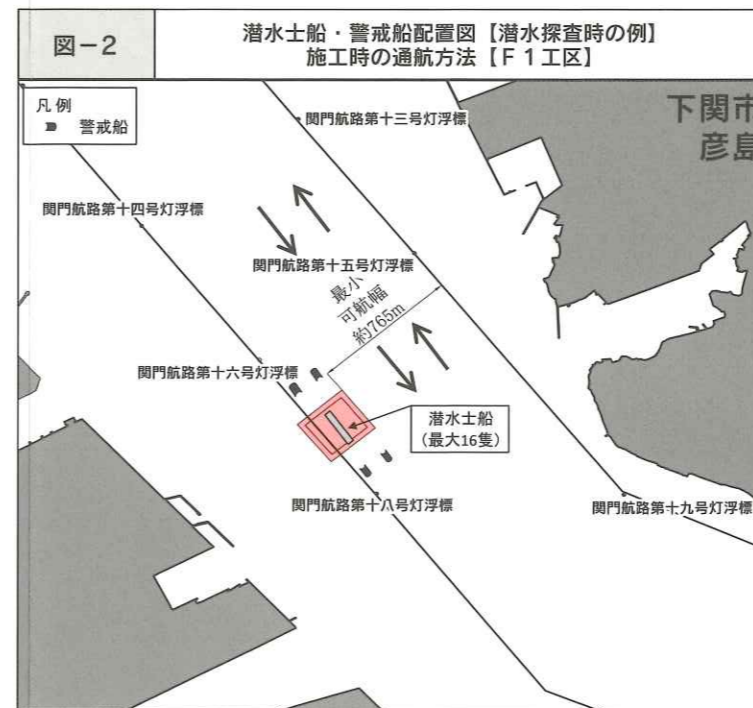 図－2
潜水士船・警戒船配置図【潜水探査時の例】
施工時の通航方法【Ｆ１工区】
凡 例
警戒船
下関市
彦島
関門航路第十三号灯浮標
関門航路第十四号灯浮標
関門航路第十五号灯浮標
最小
可航幅
約765m
関門航路第十六号灯浮標
潜水士船
（最大16隻）
関門航路第十八号灯浮標
関門航路第十九号灯浮標